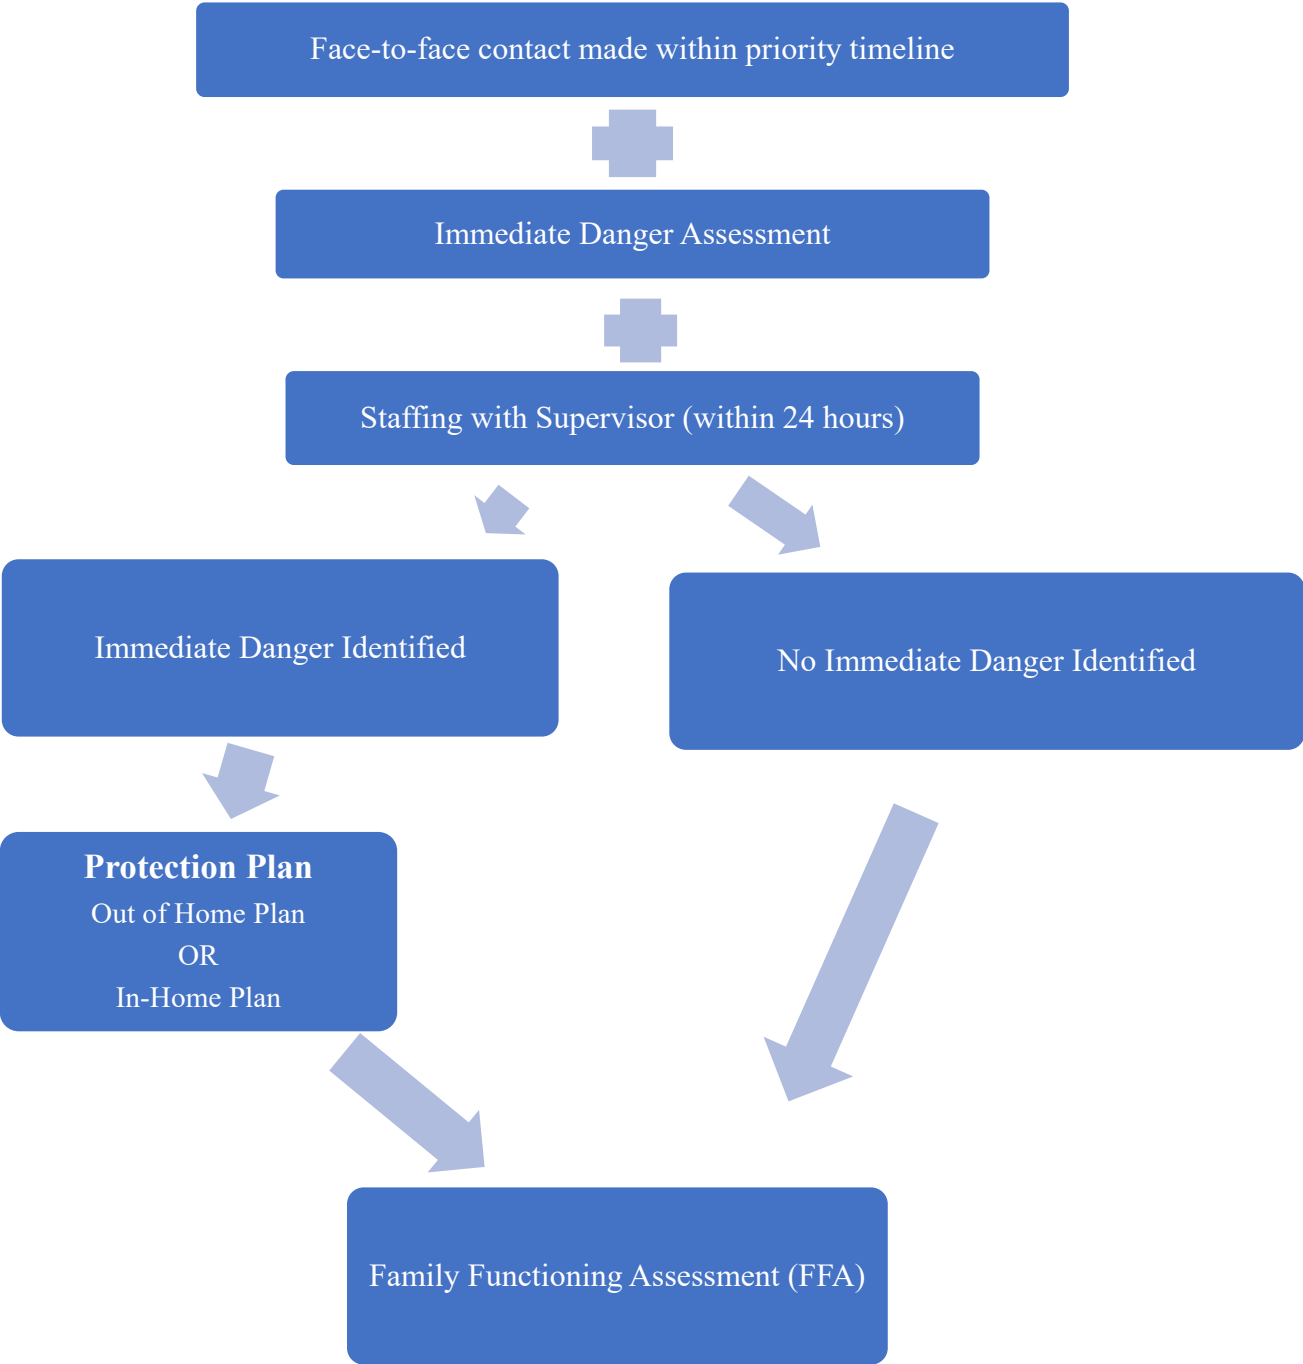 Face-to-face contact made within priority timeline
Immediate Danger Assessment
Staffing with Supervisor (within 24 hours)
Immediate Danger Identified
No Immediate Danger Identified
Protection Plan
Out of Home Plan
OR
In-Home Plan
Family Functioning Assessment (FFA)